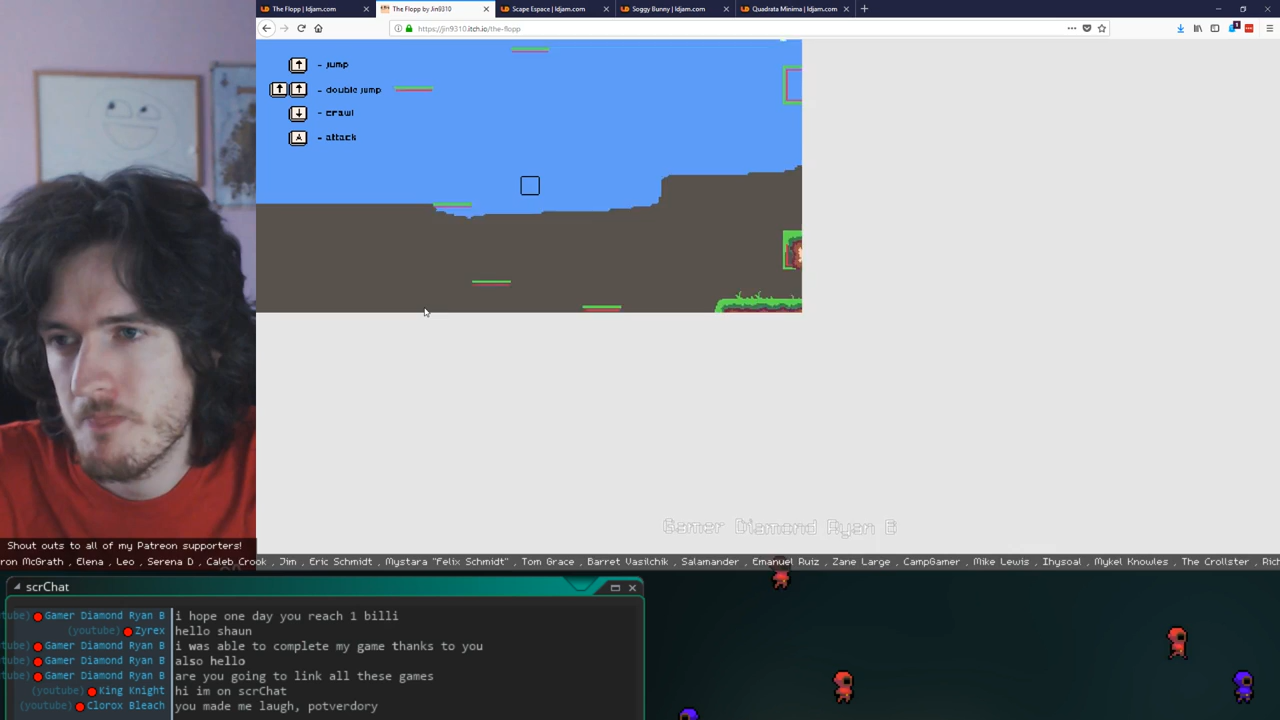 The Flopp | ldjam.com
The Flopp by Jin9310
Scape Espace | ldjam.com
Soggy Bunny | ldjam.com
Quadrata Minima | ldjam.com
https://jin9310.itch.io/the-flopp
- jump
- double jump
- crawl
A - attack
Gamer Diamond Ryan B
Shout outs to all of my Patreon supporters!
ron McGrath , Elena , Leo , Serena D , Caleb Crook , Jim , Eric Schmidt , Mystara "Felix Schmidt" , Tom Grace , Barret Vasilchik , Salamander , Emanuel Ruiz , Zane Large , CampGamer , Mike Lewis , Ihysoal , Mykel Knowles , The Crollster , Rich
scrChat
tube) Gamer Diamond Ryan B i hope one day you reach 1 billi
(youtube) Zyrex hello shaun
tube) Gamer Diamond Ryan B i was able to complete my game thanks to you
tube) Gamer Diamond Ryan B also hello
tube) Gamer Diamond Ryan B are you going to link all these games
(youtube) King Knight hi im on scrChat
(youtube) Clorox Bleach you made me laugh, potverdory